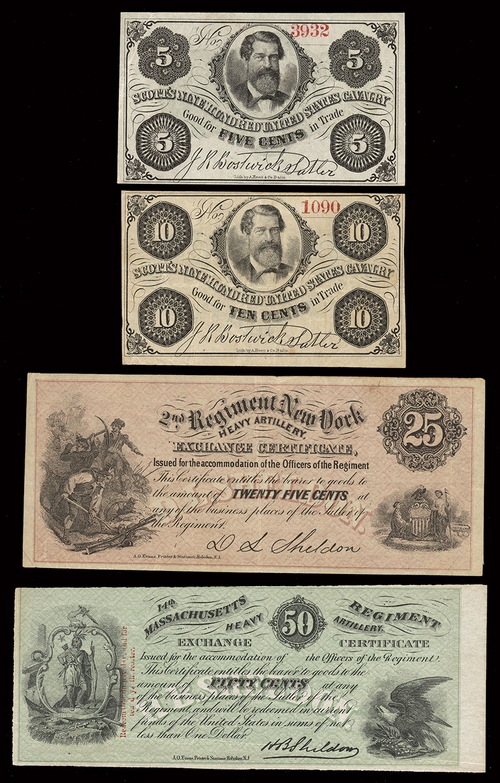 No. 3932
5 5
SCOTT'S NINE HUNDRED UNITED STATES CAVALRY
Good for FIVE CENTS in Trade
5 5
J R Bostwick Sutler
No. 1090
10 10
SCOTT'S NINE HUNDRED UNITED STATES CAVALRY
Good for TEN CENTS in Trade
10 10
J R Bostwick Sutler
2nd Regiment New York
HEAVY ARTILLERY,
25
EXCHANGE CERTIFICATE,
Issued for the accommodation of the Officers of the Regiment
This Certificate entitles the bearer to goods to
the amount of TWENTY FIVE CENTS, at
any of the business places of the Sutler of
the Regiment.
D S Sheldon
A.O. Evans, Printer & Stationer, Hoboken, N.J.
14th
MASSACHUSETTS 50 REGIMENT
HEAVY ARTILLERY.
EXCHANGE CERTIFICATE
Issued for the accommodation of the Officers of the Regiment.
This Certificate entitles the bearer to goods to the
amount of FIFTY CENTS at any
of the business places of the Sutler of the
Regiment, and will be redeemed in current
funds of the United States in sums of not
less than One Dollar.
H B Sheldon
A.O. Evans, Printer & Stationer, Hoboken, N.J.